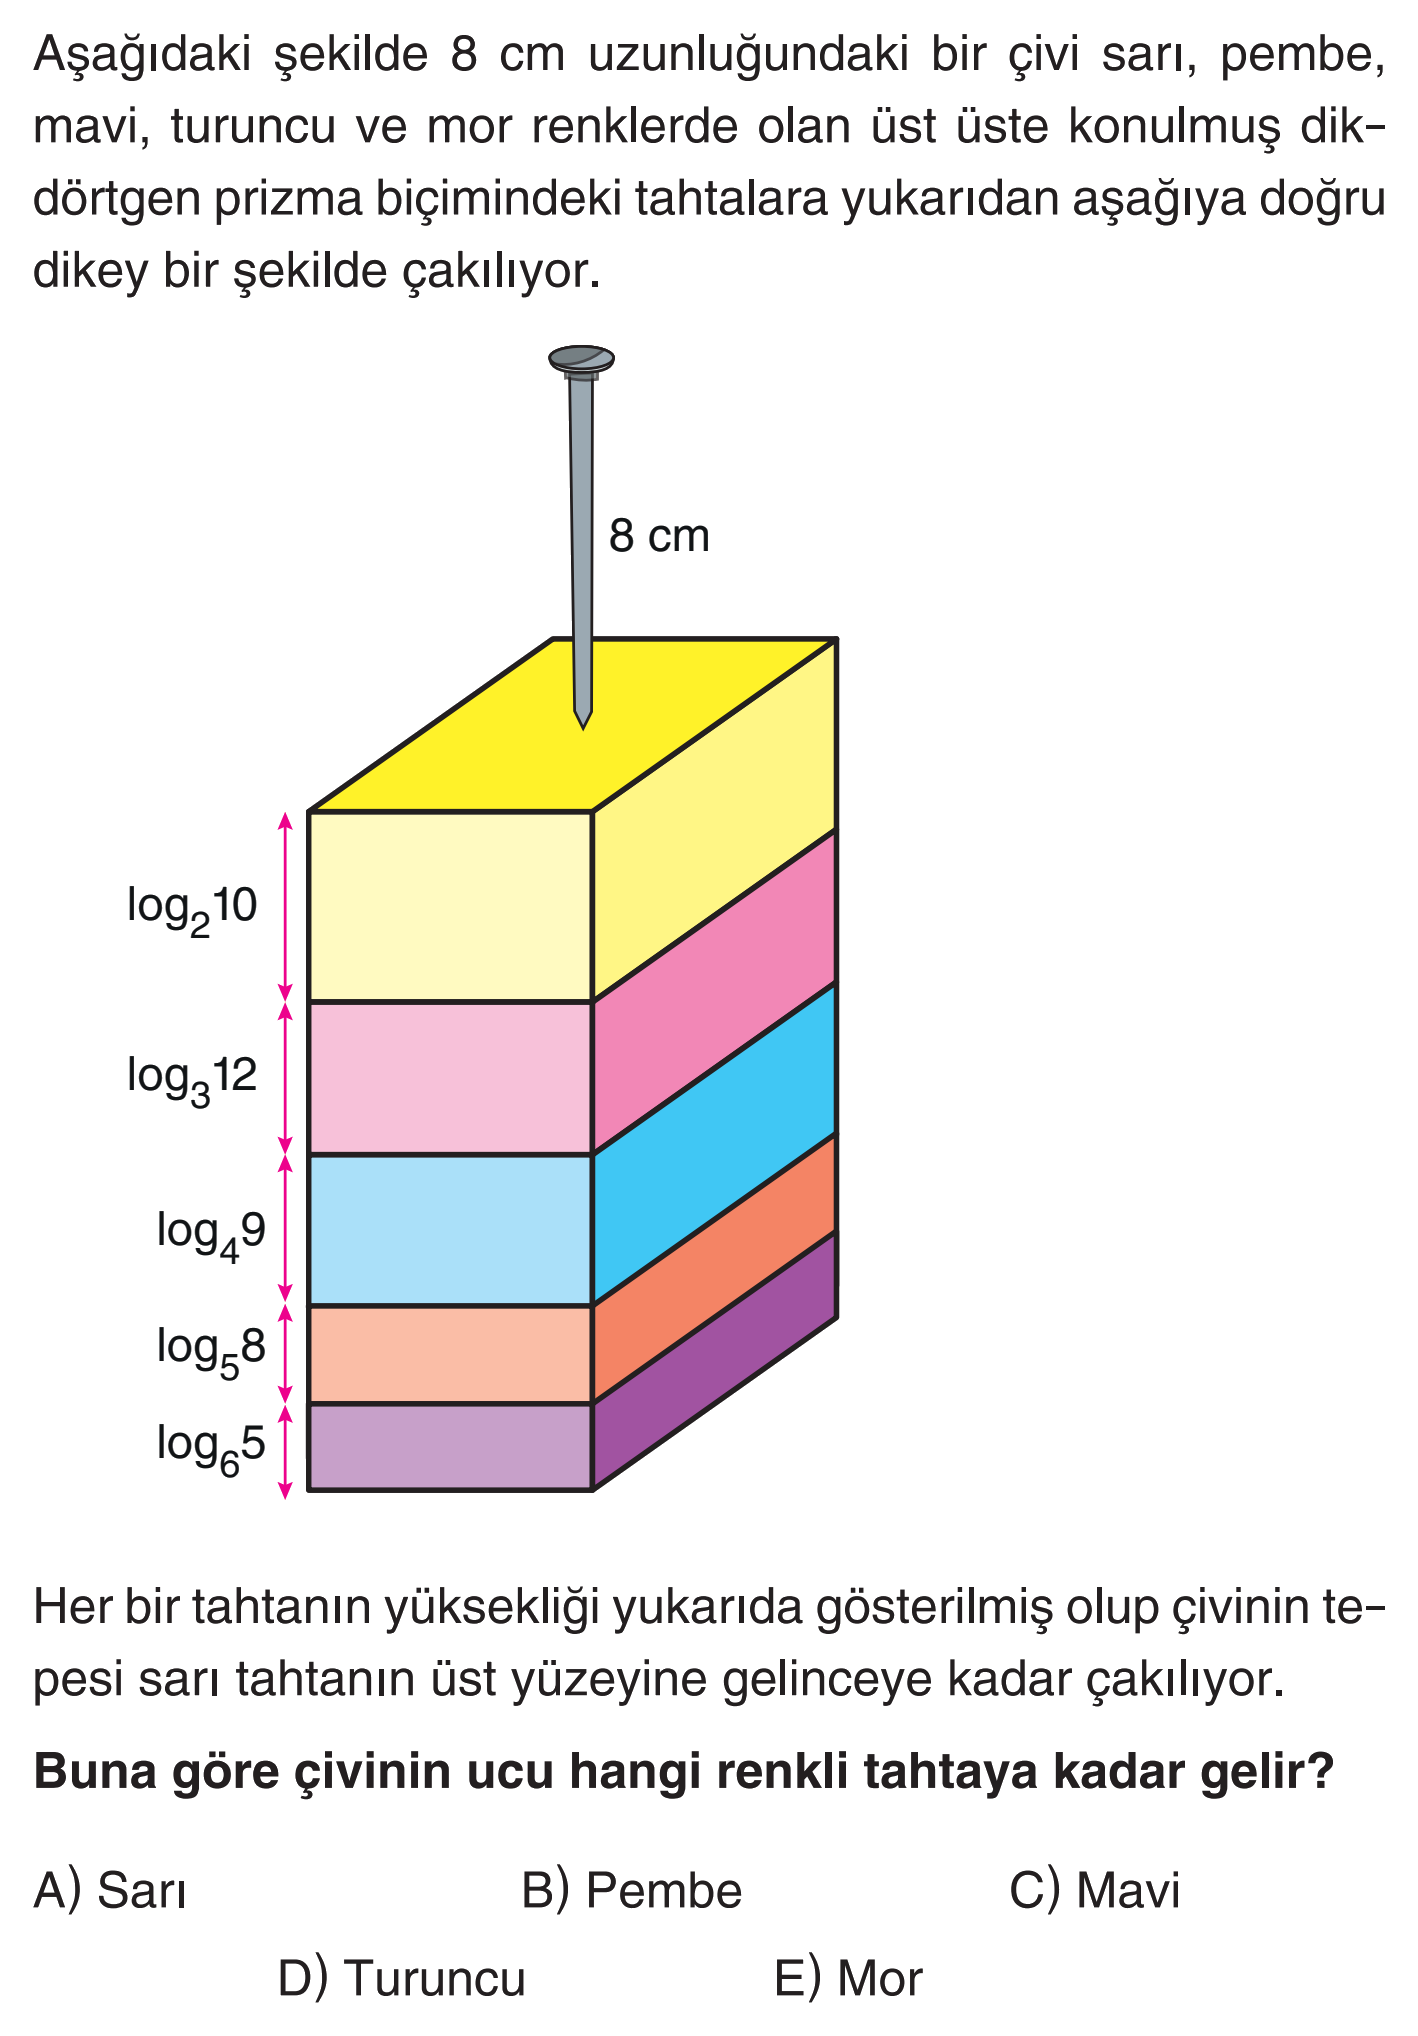 Aşağıdaki şekilde 8 cm uzunluğundaki bir çivi sarı, pembe,
mavi, turuncu ve mor renklerde olan üst üste konulmuş dik-
dörtgen prizma biçimindeki tahtalara yukarıdan aşağıya doğru
dikey bir şekilde çakılıyor.
8 cm
log₂10
log₃12
log₄9
log₅8
log₆5
Her bir tahtanın yüksekliği yukarıda gösterilmiş olup çivinin te-
pesi sarı tahtanın üst yüzeyine gelinceye kadar çakılıyor.
Buna göre çivinin ucu hangi renkli tahtaya kadar gelir?
A) Sarı B) Pembe C) Mavi
D) Turuncu E) Mor